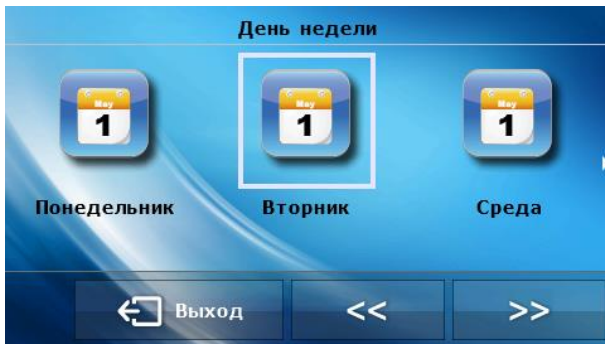 День недели
May
1
May
1
May
1
Понедельник
Вторник
Среда
Выход
<<
>>